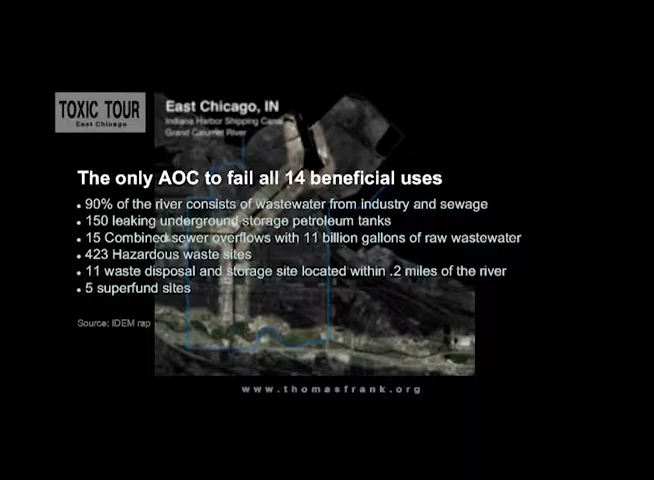 TOXIC TOUR
East Chicago
East Chicago, IN
Indiana Harbor Shipping Canal
Grand Calumet River
The only AOC to fail all 14 beneficial uses
• 90% of the river consists of wastewater from industry and sewage
• 150 leaking underground storage petroleum tanks
• 15 Combined sewer overflows with 11 billion gallons of raw wastewater
• 423 Hazardous waste sites
• 11 waste disposal and storage site located within .2 miles of the river
• 5 superfund sites
Source: IDEM rap
www.thomasfrank.org